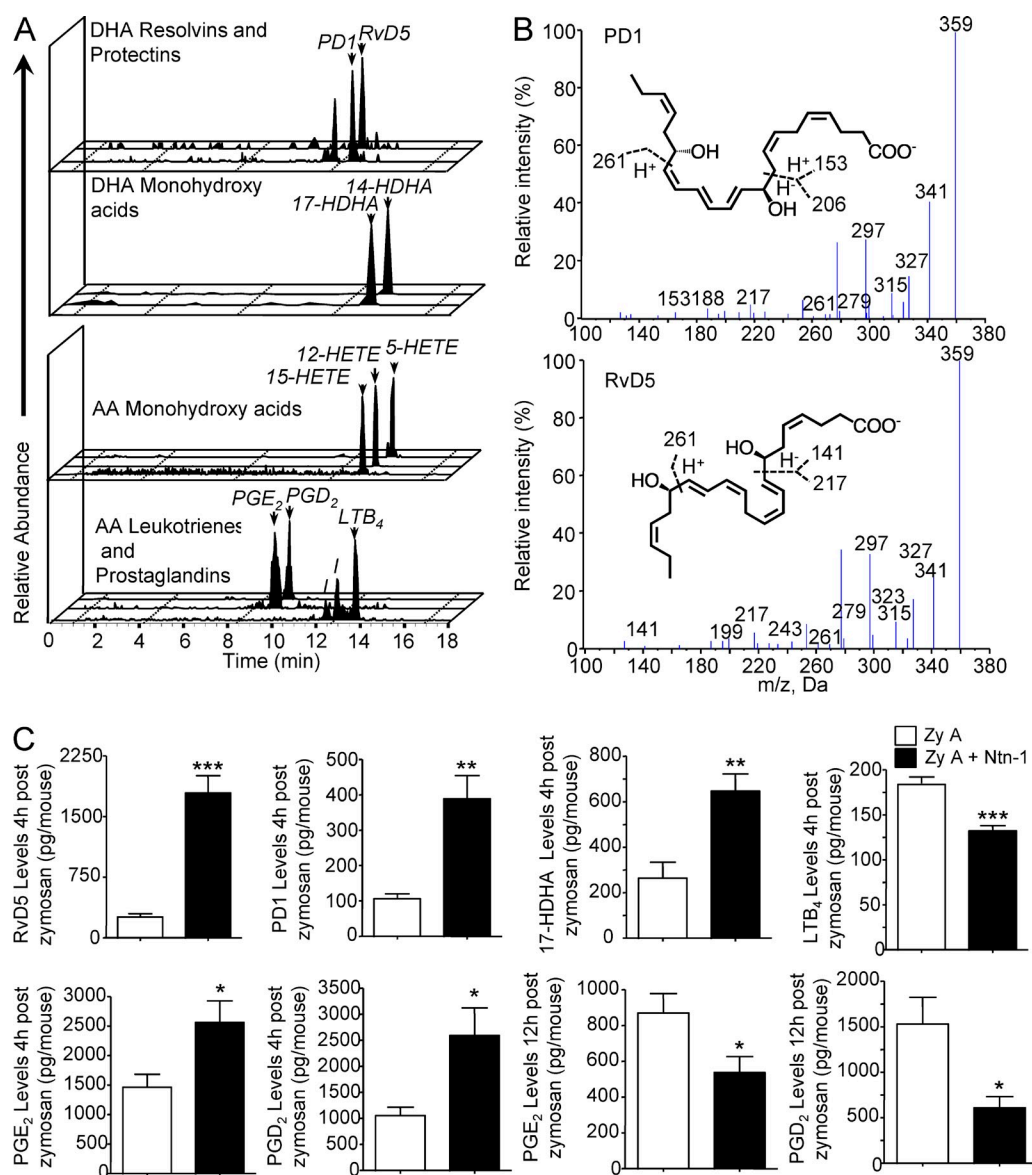 A
DHA Resolvins and
Protectins
PD1
RvD5
DHA Monohydroxy
acids
14-HDHA
17-HDHA
12-HETE
5-HETE
15-HETE
AA Monohydroxy acids
PGE2
PGD2
LTB4
AA Leukotrienes
and
Prostaglandins
Relative Abundance
0 2 4 6 8 10 12 14 16 18
Time (min)
B
PD1
Relative intensity (%)
100
80
60
40
20
0
359
341
297
327
315
153
188
217
261
279
OH
COO-
261
H+
H+
153
H-
206
OH
100 140 180 220 260 300 340 380
RvD5
Relative intensity (%)
100
80
60
40
20
0
359
COO-
HO
261
H+
H-
141
217
HO
297
327
341
323
315
279
141
199
217
243
261
100 140 180 220 260 300 340 380
m/z, Da
C
Zy A
Zy A + Ntn-1
RvD5 Levels 4h post
zymosan (pg/mouse)
2250
1500
750
0
***
PD1 Levels 4h post
zymosan (pg/mouse)
500
400
300
200
100
0
**
17-HDHA Levels 4h post
zymosan (pg/mouse)
800
600
400
200
0
**
LTB4 Levels 4h post
zymosan (pg/mouse)
200
150
100
50
0
***
PGE2 Levels 4h post
zymosan (pg/mouse)
3000
2500
2000
1500
1000
500
0
*
PGD2 Levels 4h post
zymosan (pg/mouse)
3500
3000
2500
2000
1500
1000
500
0
*
PGE2 Levels 12h post
zymosan (pg/mouse)
1000
800
600
400
200
0
*
PGD2 Levels 12h post
zymosan (pg/mouse)
2000
1500
1000
500
0
*